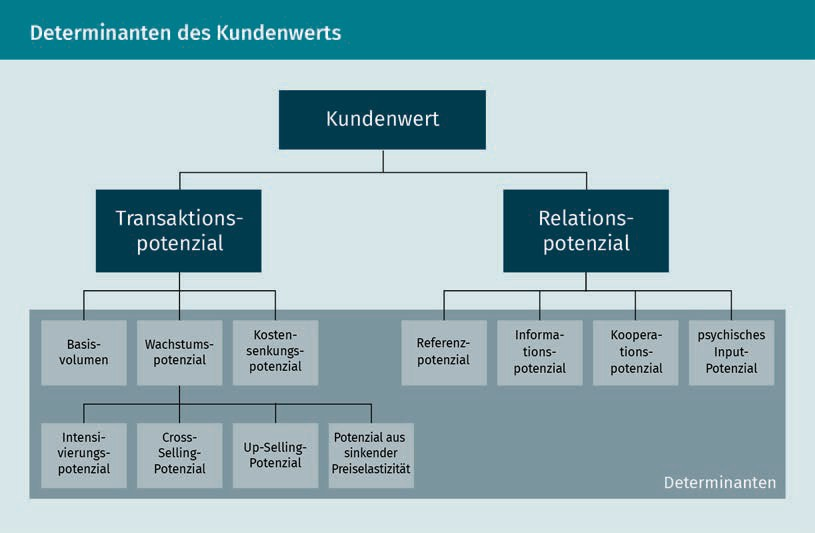 Determinanten des Kundenwerts
Kundenwert
Transaktions-
potenzial
Relations-
potenzial
Basis-
volumen
Wachstums-
potenzial
Kosten-
senkungs-
potenzial
Referenz-
potenzial
Informa-
tions-
potenzial
Koopera-
tions-
potenzial
psychisches
Input-
Potenzial
Intensi-
vierungs-
potenzial
Cross-
Selling-
Potenzial
Up-Selling-
Potenzial
Potenzial aus
sinkender
Preiselastizität
Determinanten